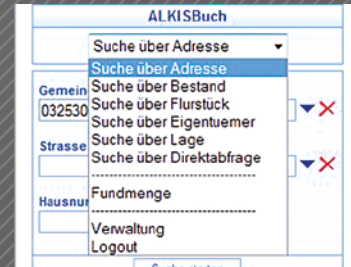 ALKISBuch
Suche über Adresse
Suche über Adresse
Suche über Bestand
Suche über Flurstück
Suche über Eigentuemer
Suche über Lage
Suche über Direktabfrage
--------------------------------
Fundmenge
--------------------------------
Verwaltung
Logout
Gemein
032530
Strasse
Hausnu